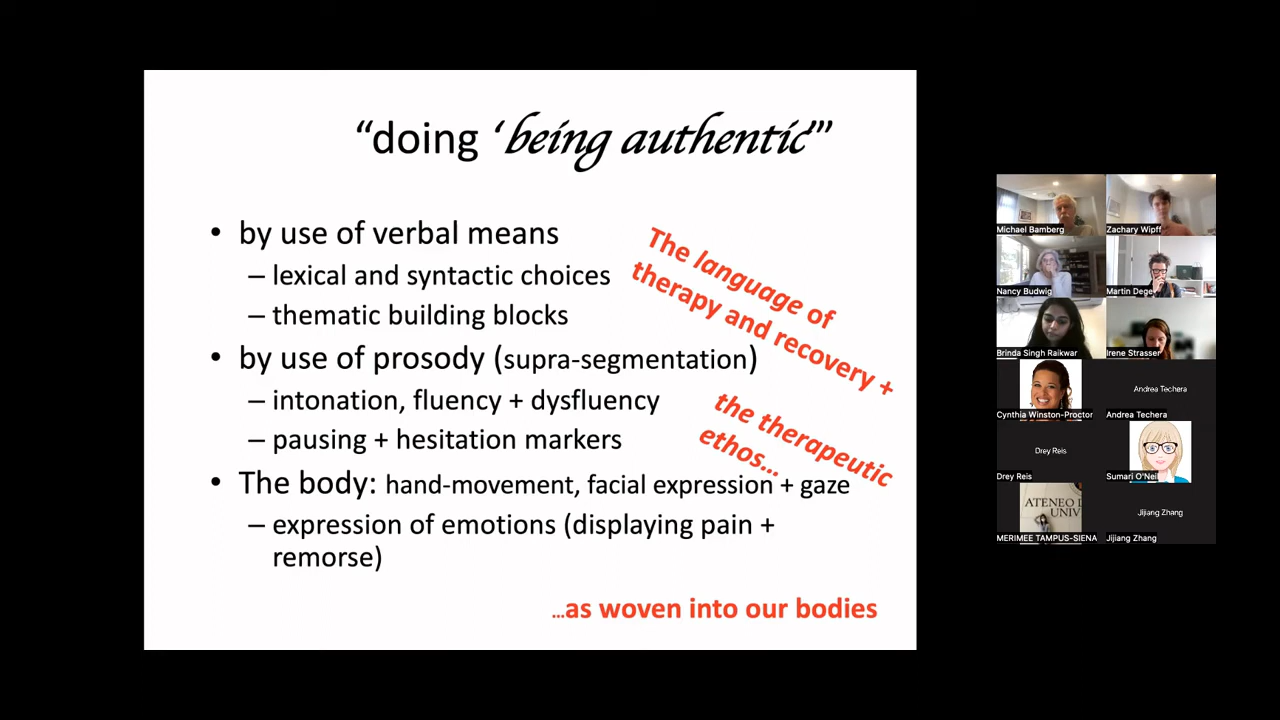 “doing ‘being authentic’”
• by use of verbal means
– lexical and syntactic choices
– thematic building blocks
• by use of prosody (supra-segmentation)
– intonation, fluency + dysfluency
– pausing + hesitation markers
• The body: hand-movement, facial expression + gaze
– expression of emotions (displaying pain +
remorse)
The language of
therapy and recovery +
the therapeutic
ethos...
...as woven into our bodies
Michael Bamberg
Zachary Wipff
Nancy Budwig
Martin Dege
Brinda Singh Raikwar
Irene Strasser
Cynthia Winston-Proctor
Andrea Techera
Andrea Techera
Drey Reis
Drey Reis
Sumari O'Neil
ATENEO
UNIV
MERIMEE TAMPUS-SIENA
Jijiang Zhang
Jijiang Zhang